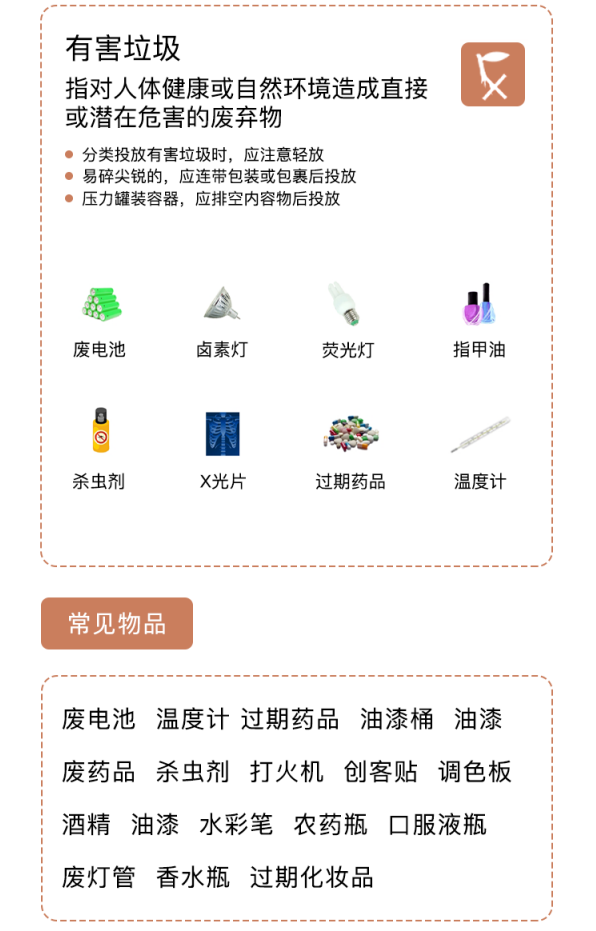 有害垃圾
指对人体健康或自然环境造成直接
或潜在危害的废弃物
分类投放有害垃圾时，应注意轻放
易碎尖锐的，应连带包装或包裹后投放
压力罐装容器，应排空内容物后投放
废电池 卤素灯 荧光灯 指甲油
杀虫剂 X光片 过期药品 温度计
常见物品
废电池 温度计 过期药品 油漆桶 油漆
废药品 杀虫剂 打火机 创客贴 调色板
酒精 油漆 水彩笔 农药瓶 口服液瓶
废灯管 香水瓶 过期化妆品